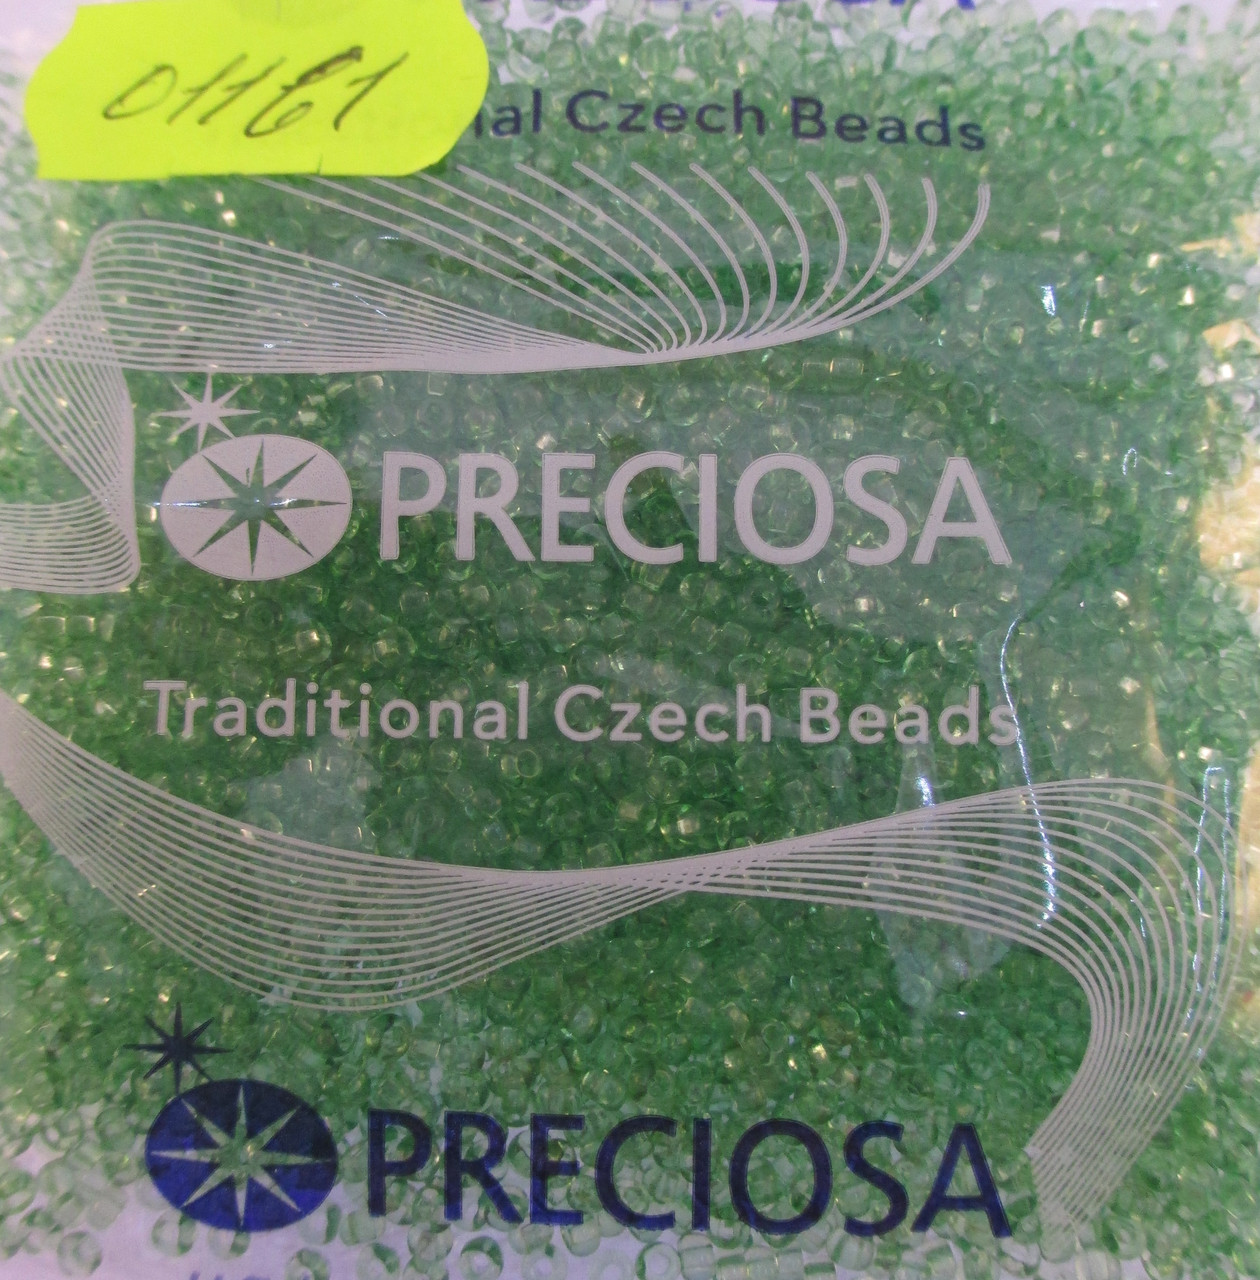 01161
nal Czech Beads
PRECIOSA
Traditional Czech Beads
PRECIOSA